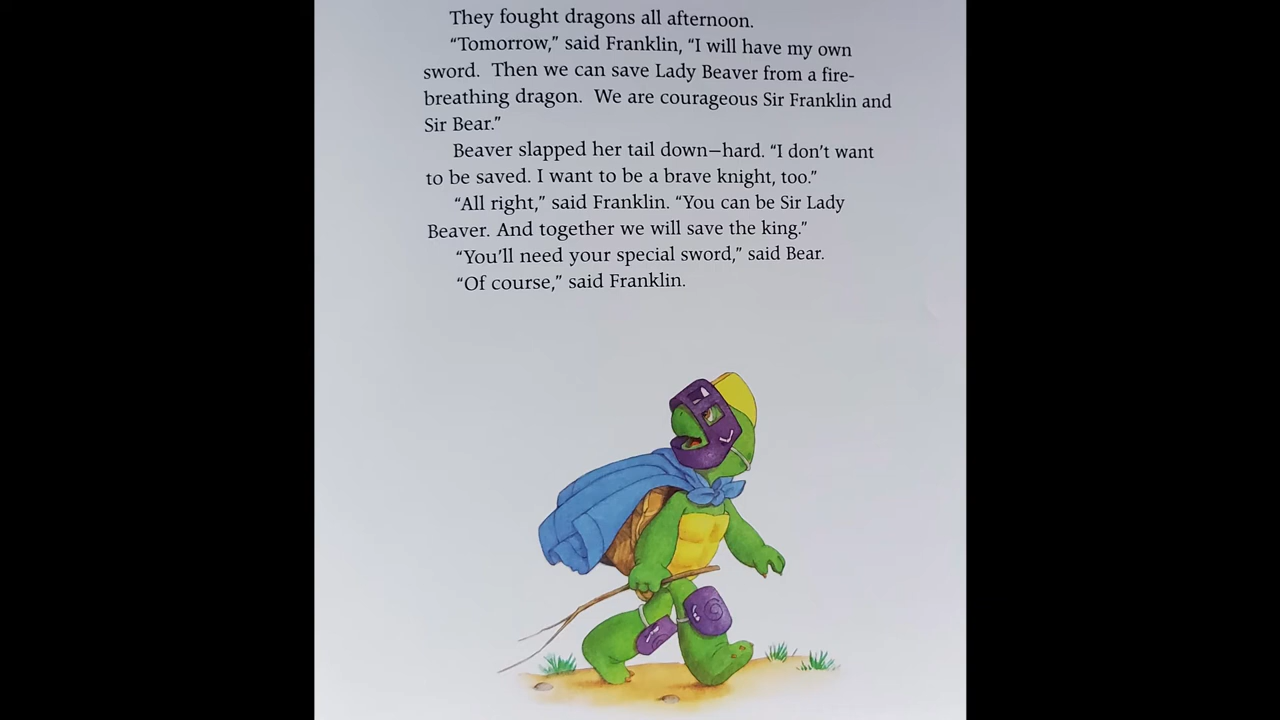 They fought dragons all afternoon.
“Tomorrow,” said Franklin, “I will have my own
sword. Then we can save Lady Beaver from a fire-
breathing dragon. We are courageous Sir Franklin and
Sir Bear.”
Beaver slapped her tail down—hard. “I don’t want
to be saved. I want to be a brave knight, too.”
“All right,” said Franklin. “You can be Sir Lady
Beaver. And together we will save the king.”
“You’ll need your special sword,” said Bear.
“Of course,” said Franklin.